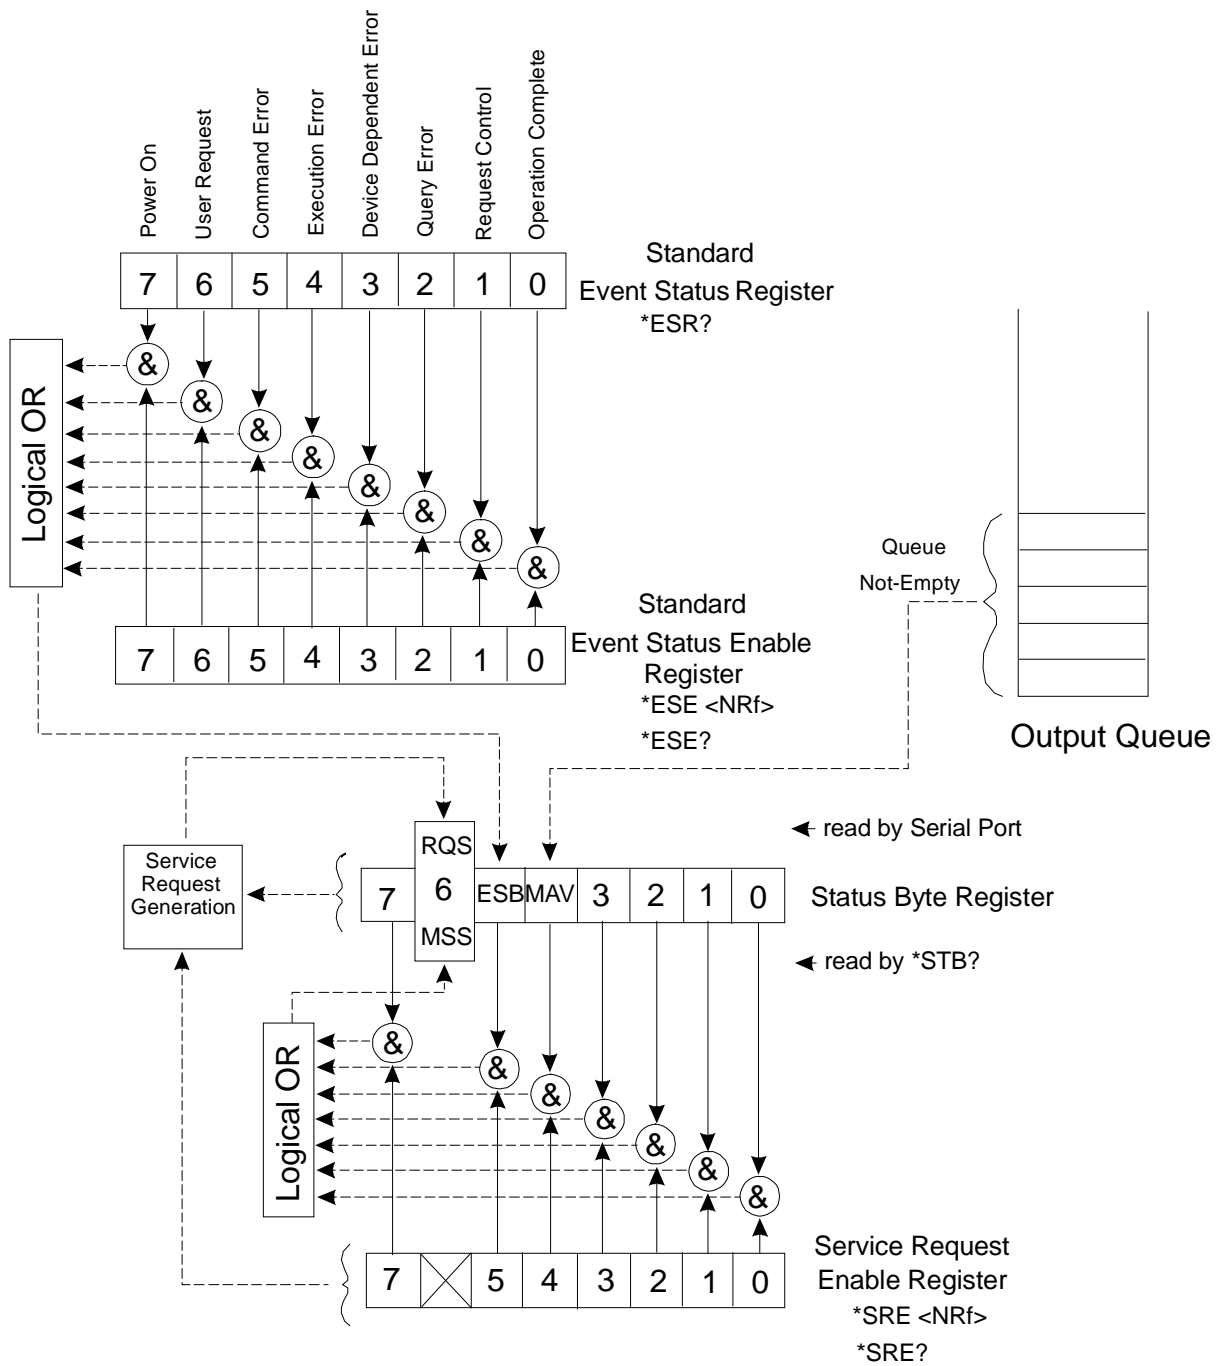 Power On
User Request
Command Error
Execution Error
Device Dependent Error
Query Error
Request Control
Operation Complete
7 6 5 4 3 2 1 0
Standard
Event Status Register
*ESR?
& & & & & & & &
Logical OR
Queue
Not-Empty
Output Queue
7 6 5 4 3 2 1 0
Standard
Event Status Enable
Register
*ESE <NRf>
*ESE?
Service
Request
Generation
RQS
7 6 ESB MAV 3 2 1 0
MSS
read by Serial Port
Status Byte Register
read by *STB?
& & & & & & &
Logical OR
7 5 4 3 2 1 0
Service Request
Enable Register
*SRE <NRf>
*SRE?